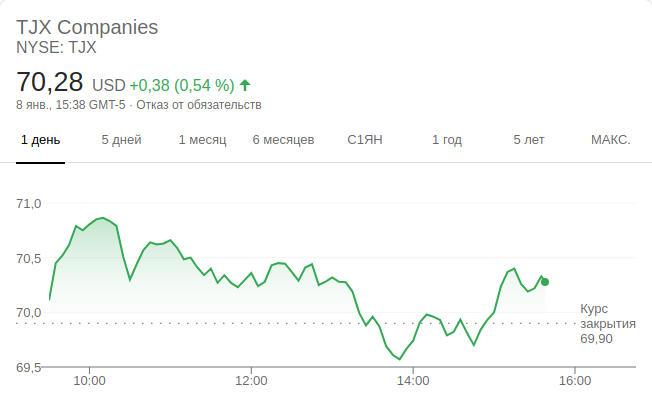 TJX Companies
NYSE: TJX
70,28 USD +0,38 (0,54 %)
8 янв., 15:38 GMT-5 · Отказ от обязательств
1 день 5 дней 1 месяц 6 месяцев С1ЯН 1 год 5 лет МАКС.
71,0
70,5
70,0
Курс
закрытия
69,90
69,5
10:00 12:00 14:00 16:00